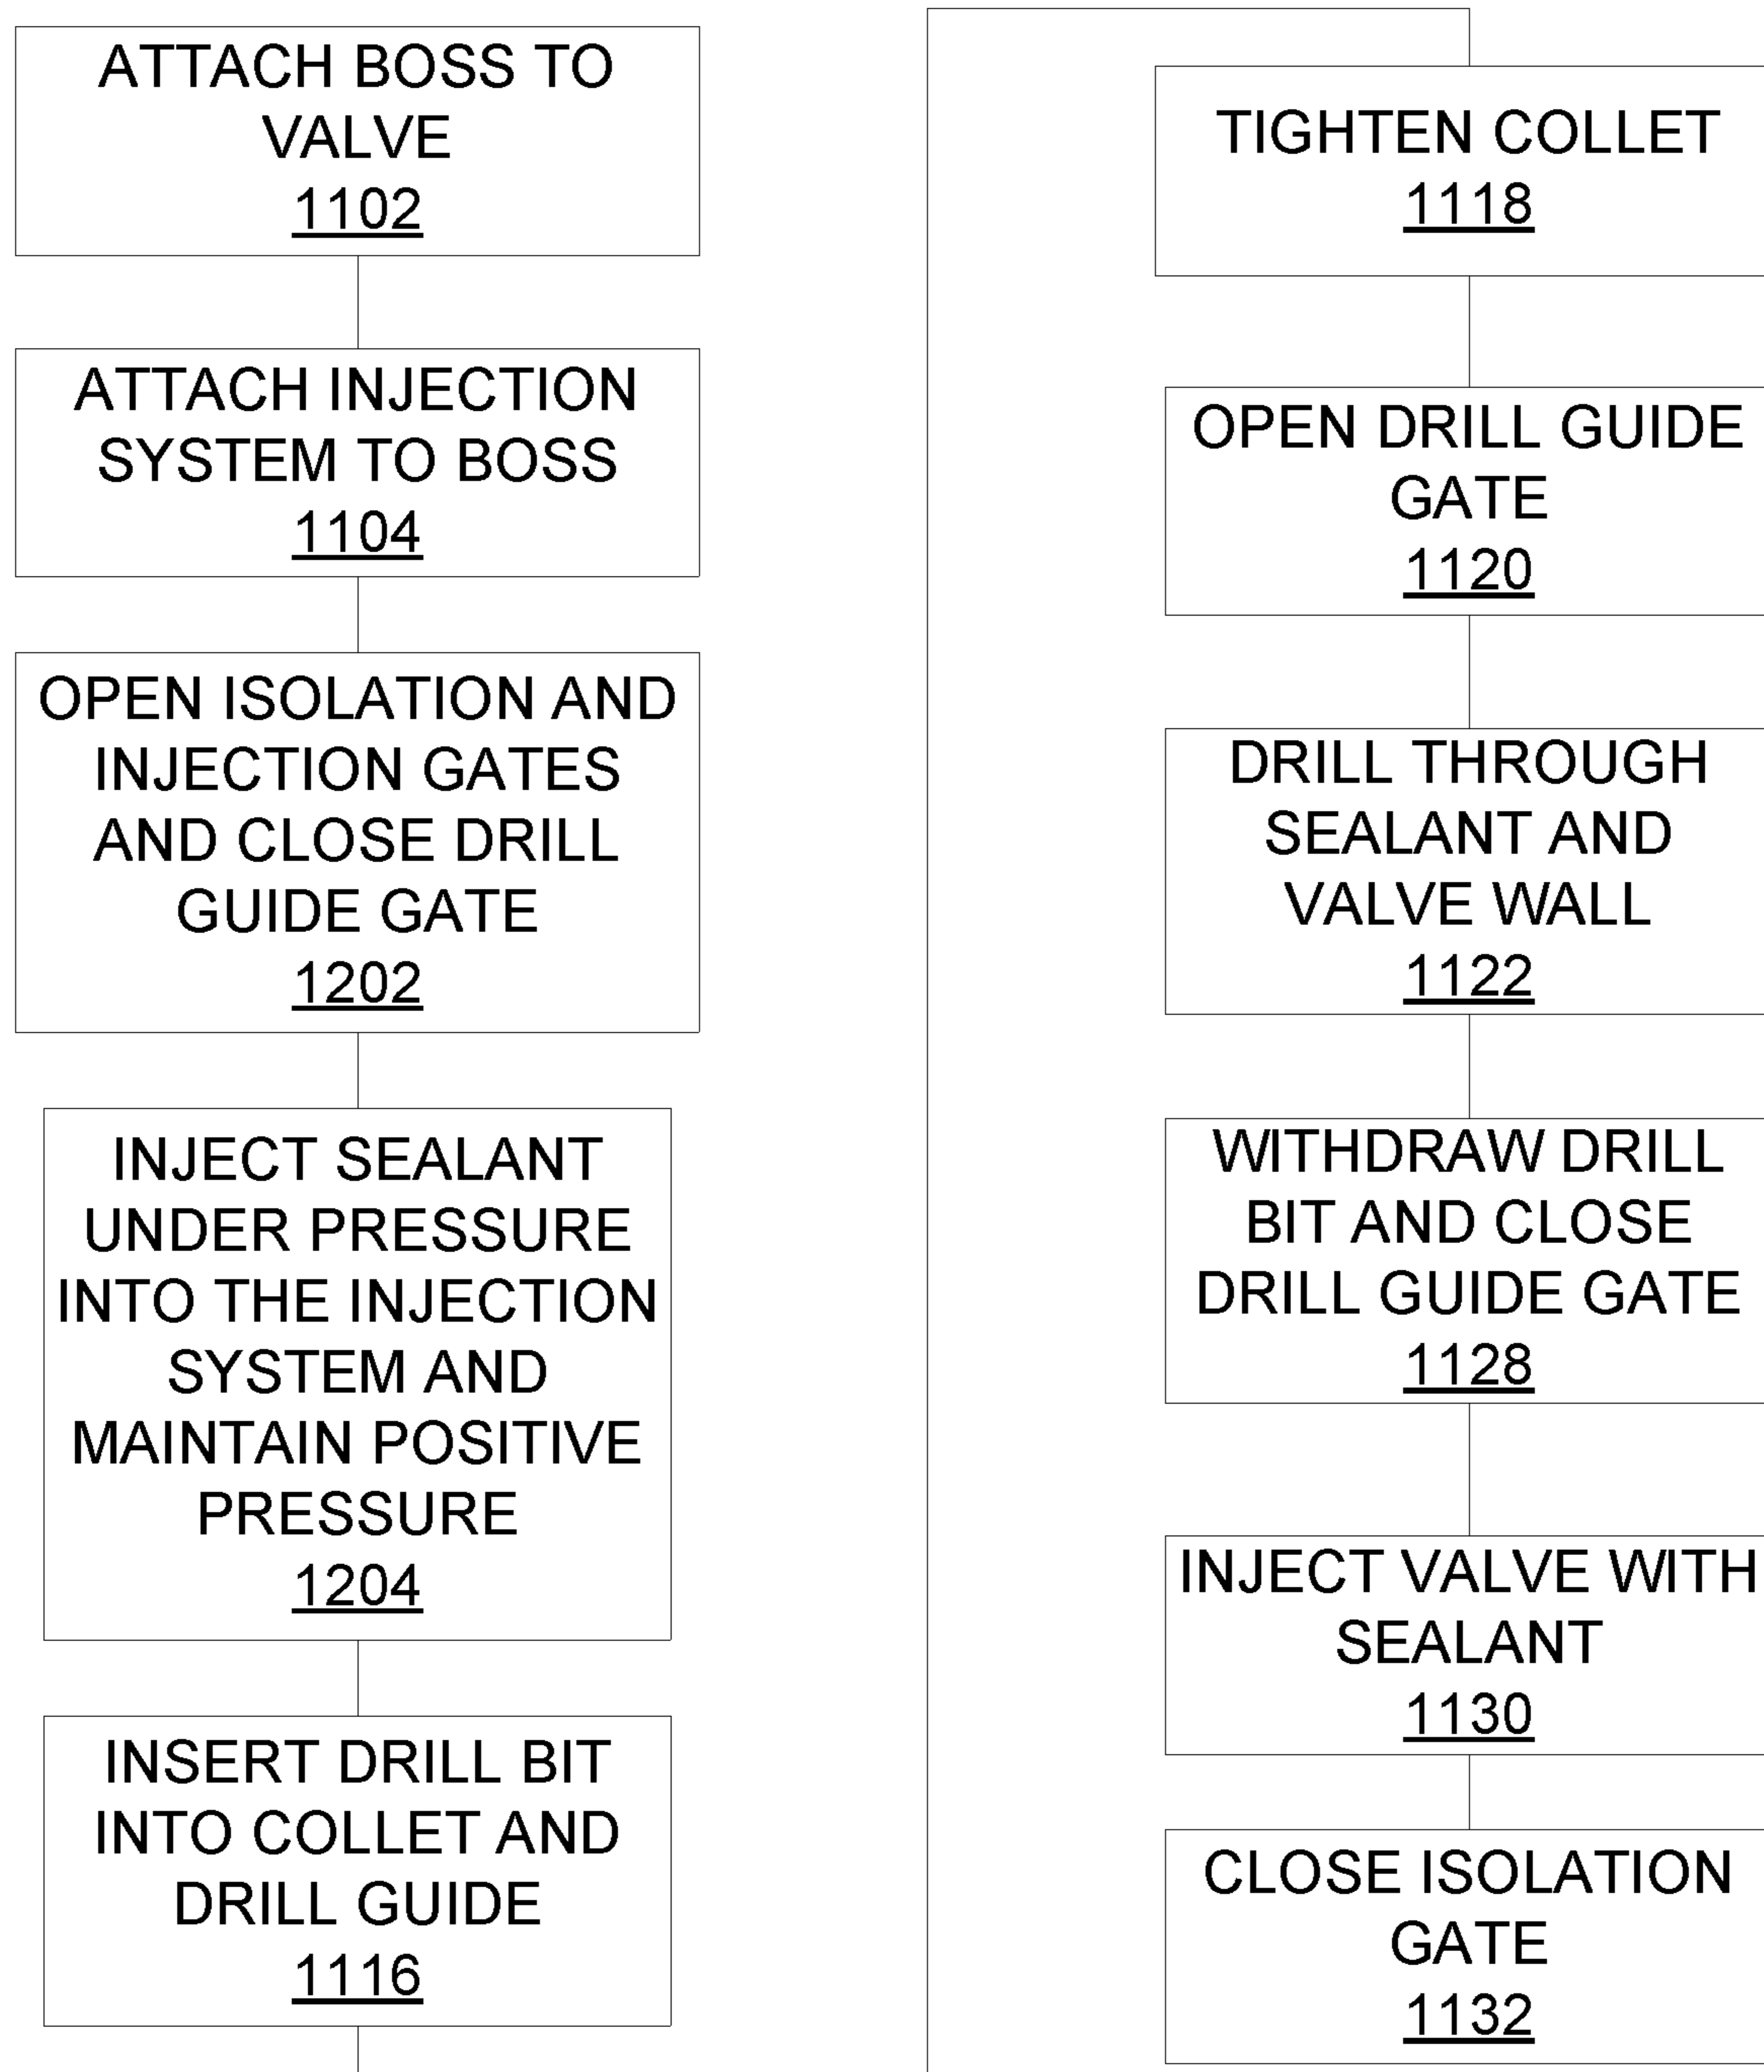 ATTACH BOSS TO
VALVE
1102
ATTACH INJECTION
SYSTEM TO BOSS
1104
OPEN ISOLATION AND
INJECTION GATES
AND CLOSE DRILL
GUIDE GATE
1202
INJECT SEALANT
UNDER PRESSURE
INTO THE INJECTION
SYSTEM AND
MAINTAIN POSITIVE
PRESSURE
1204
INSERT DRILL BIT
INTO COLLET AND
DRILL GUIDE
1116
TIGHTEN COLLET
1118
OPEN DRILL GUIDE
GATE
1120
DRILL THROUGH
SEALANT AND
VALVE WALL
1122
WITHDRAW DRILL
BIT AND CLOSE
DRILL GUIDE GATE
1128
INJECT VALVE WITH
SEALANT
1130
CLOSE ISOLATION
GATE
1132